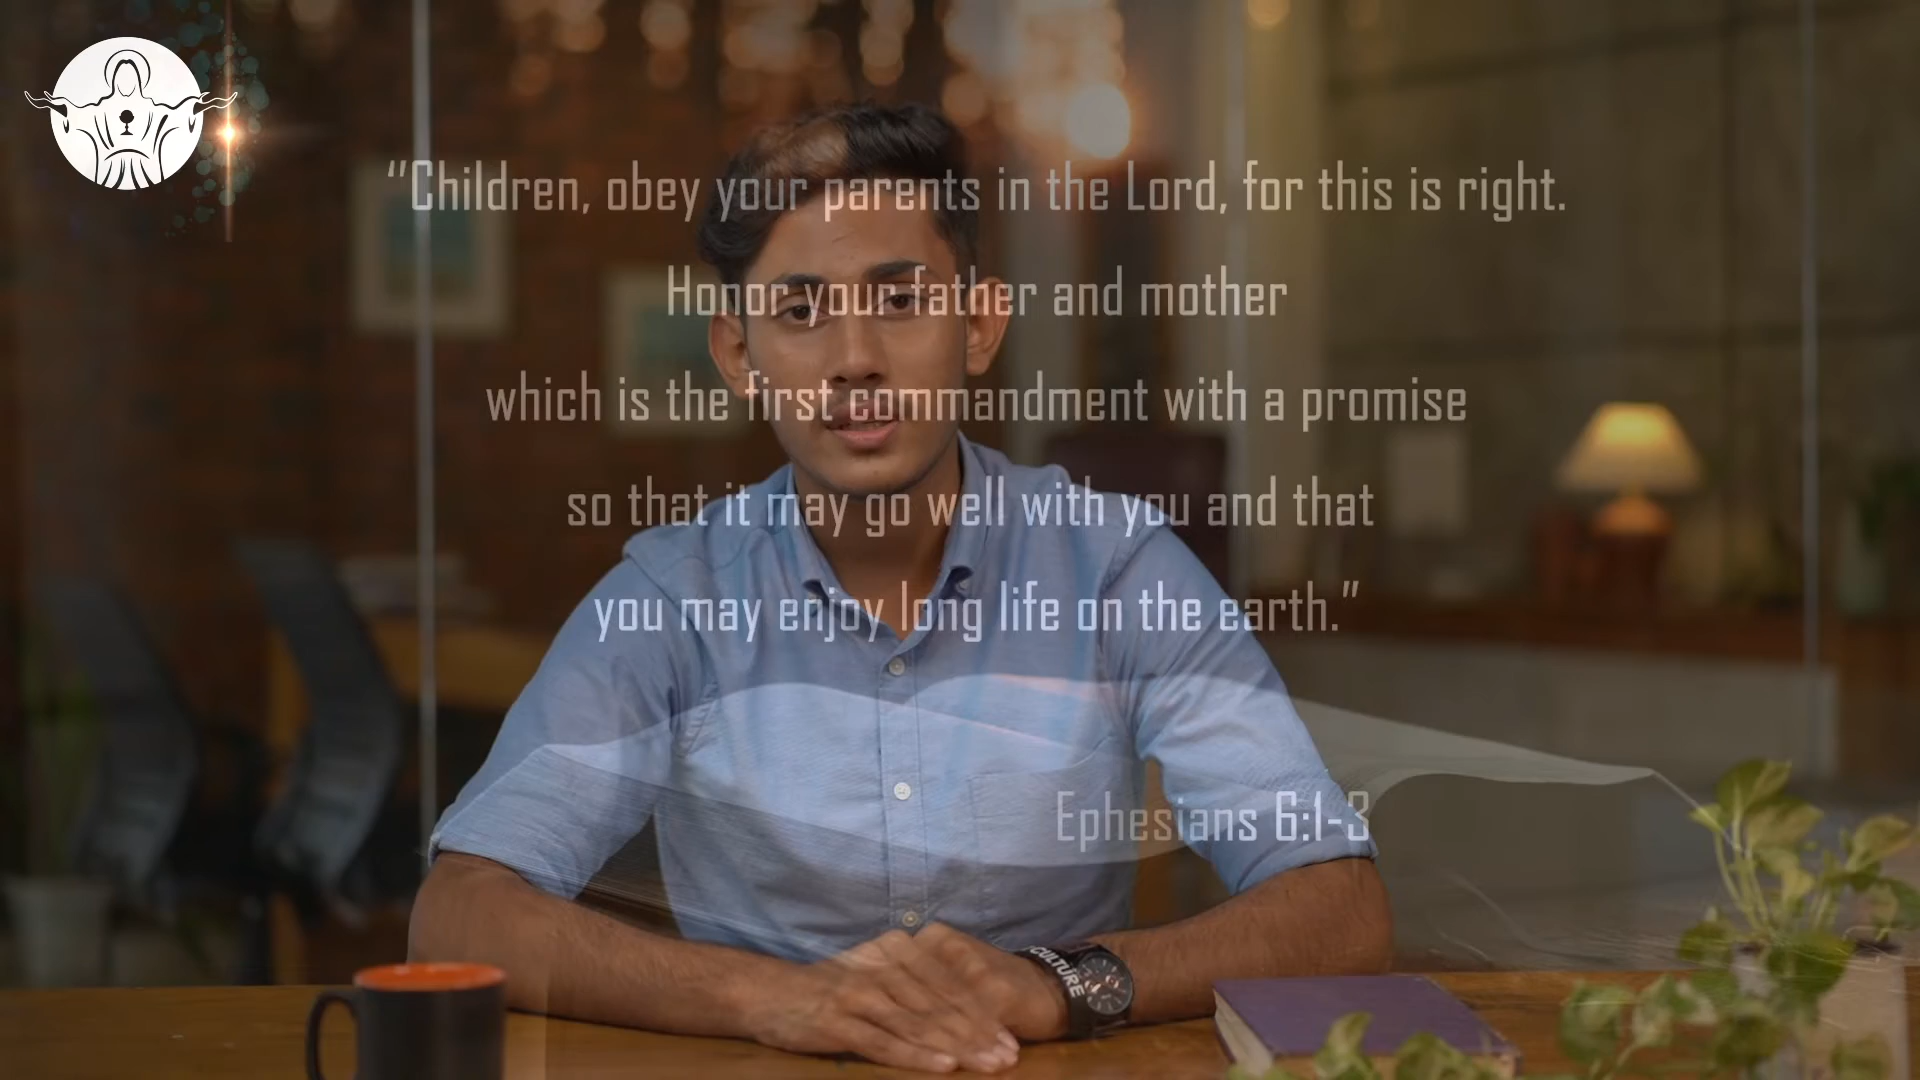 "Children, obey your parents in the Lord, for this is right.
Honor your father and mother
which is the first commandment with a promise
so that it may go well with you and that
you may enjoy long life on the earth."
Ephesians 6:1-3
CULTURE